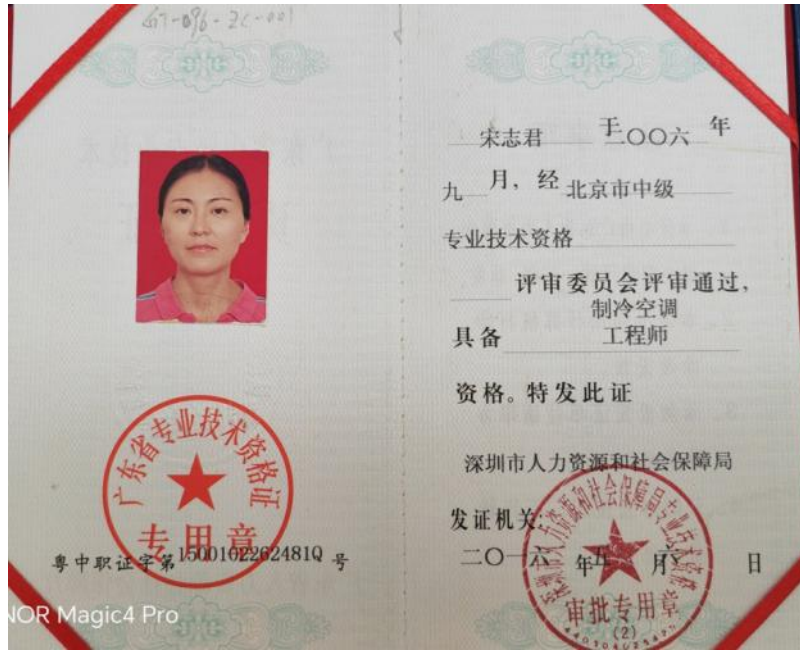 广东省专业技术资格证
专用章
粤中职证字第1500102262481Q号
NOR Magic4 Pro
宋志君 于二〇〇六年
九月，经北京市中级
专业技术资格
评审委员会评审通过，
制冷空调
具备 工程师
资格。特发此证
深圳市人力资源和社会保障局
发证机关：
二〇一六年五月六日
审批专用章
(2)